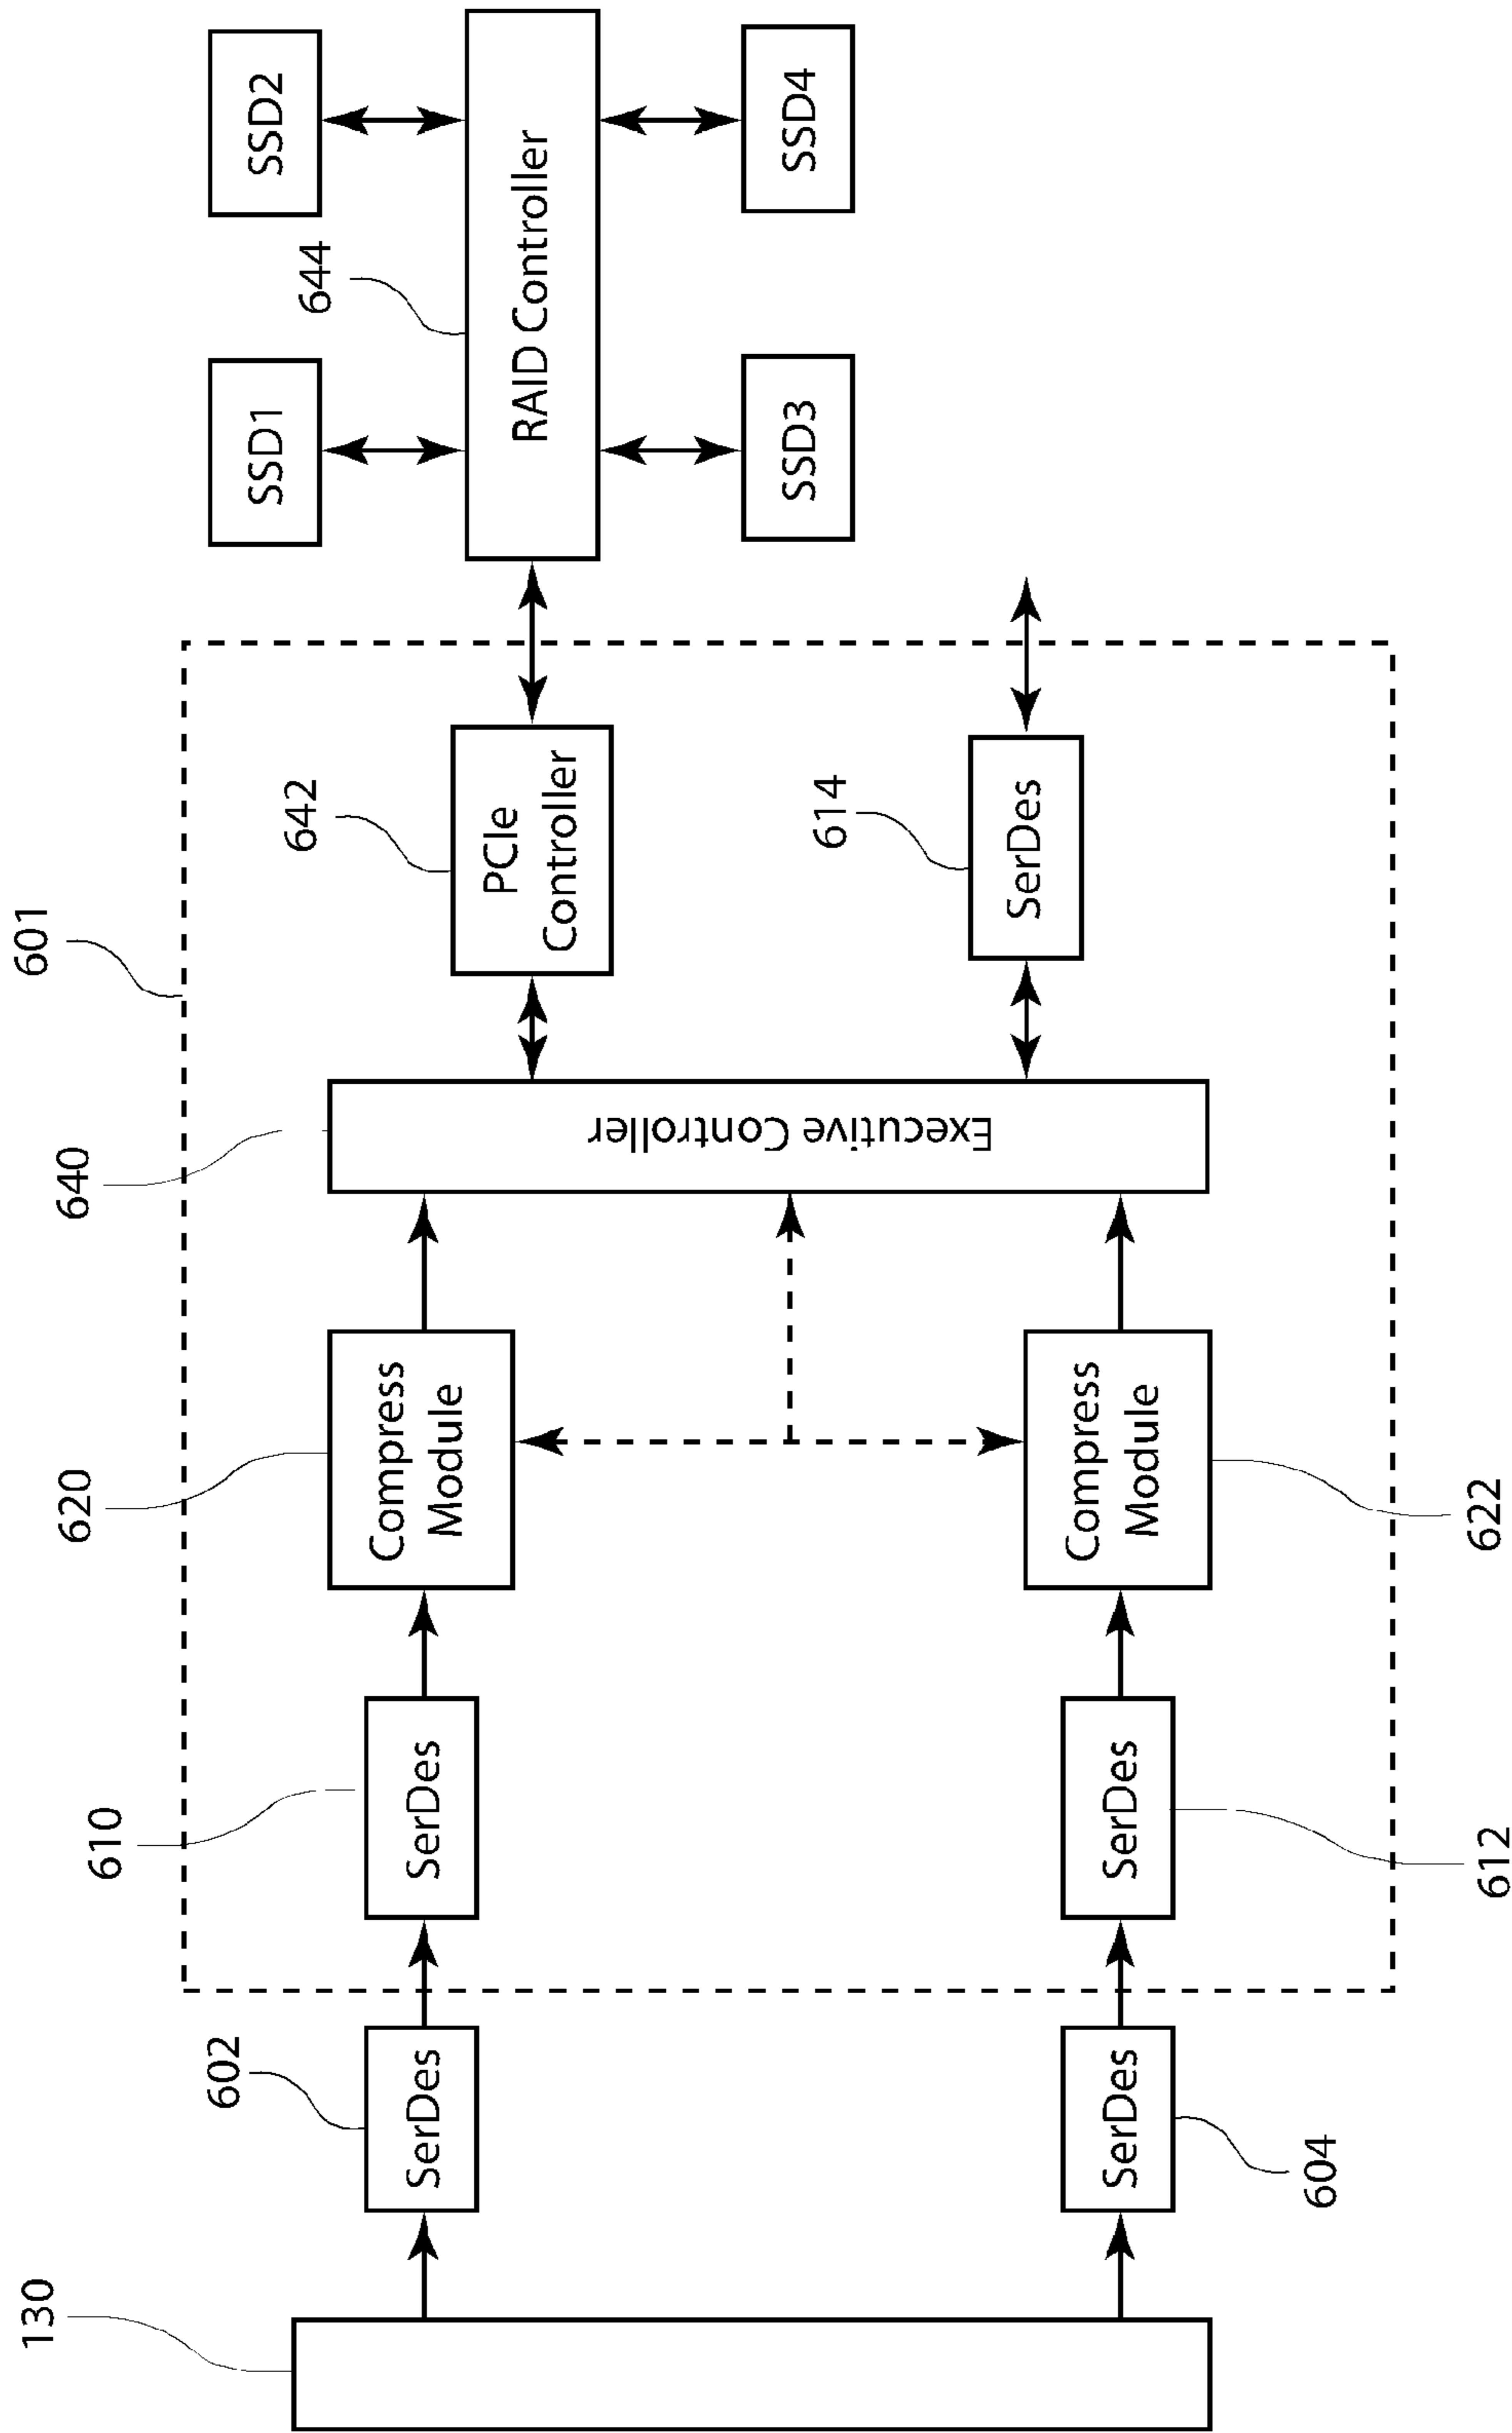 130
602
SerDes
604
SerDes
601
610
SerDes
612
SerDes
620
Compress
Module
622
Compress
Module
640
Executive Controller
642
PCIe
Controller
614
SerDes
644
RAID Controller
SSD1
SSD2
SSD3
SSD4